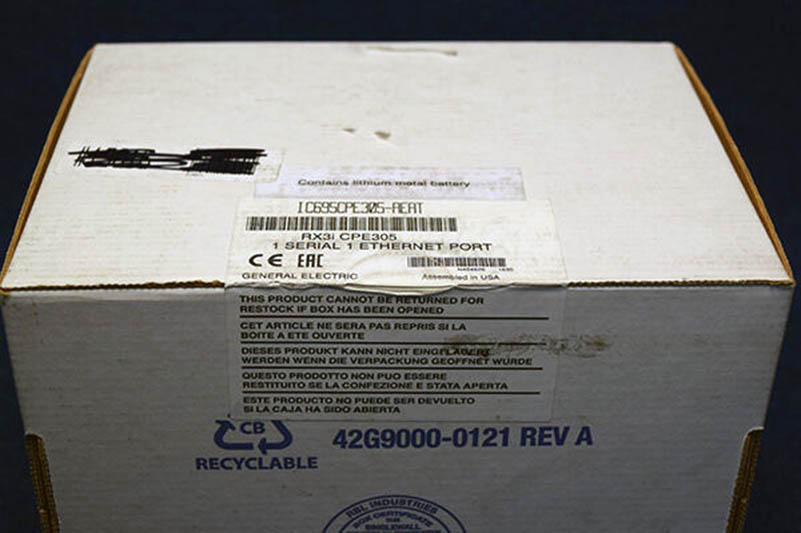 Contains lithium metal battery
IC695CPE305-AEAT
RX3i CPE305
1 SERIAL 1 ETHERNET PORT
CE EAC
GENERAL ELECTRIC
Assembled in USA
THIS PRODUCT CANNOT BE RETURNED FOR
RESTOCK IF BOX HAS BEEN OPENED
CET ARTICLE NE SERA PAS REPRIS SI LA
BOITE A ETE OUVERTE
DIESES PRODUKT KANN NICHT EINGELAGERT
WERDEN WENN DIE VERPACKUNG GEOFFNET WURDE
QUESTO PRODOTTO NON PUO ESSERE
RESTITUITO SE LA CONFEZIONE E STATA APERTA
ESTE PRODUCTO NO PUEDE SER DEVUELTO
SI LA CAJA HA SIDO ABIERTA
CB
RECYCLABLE
42G9000-0121 REV A
RBL INDUSTRIES
BOX CERTIFICATE
SINGLEWALL